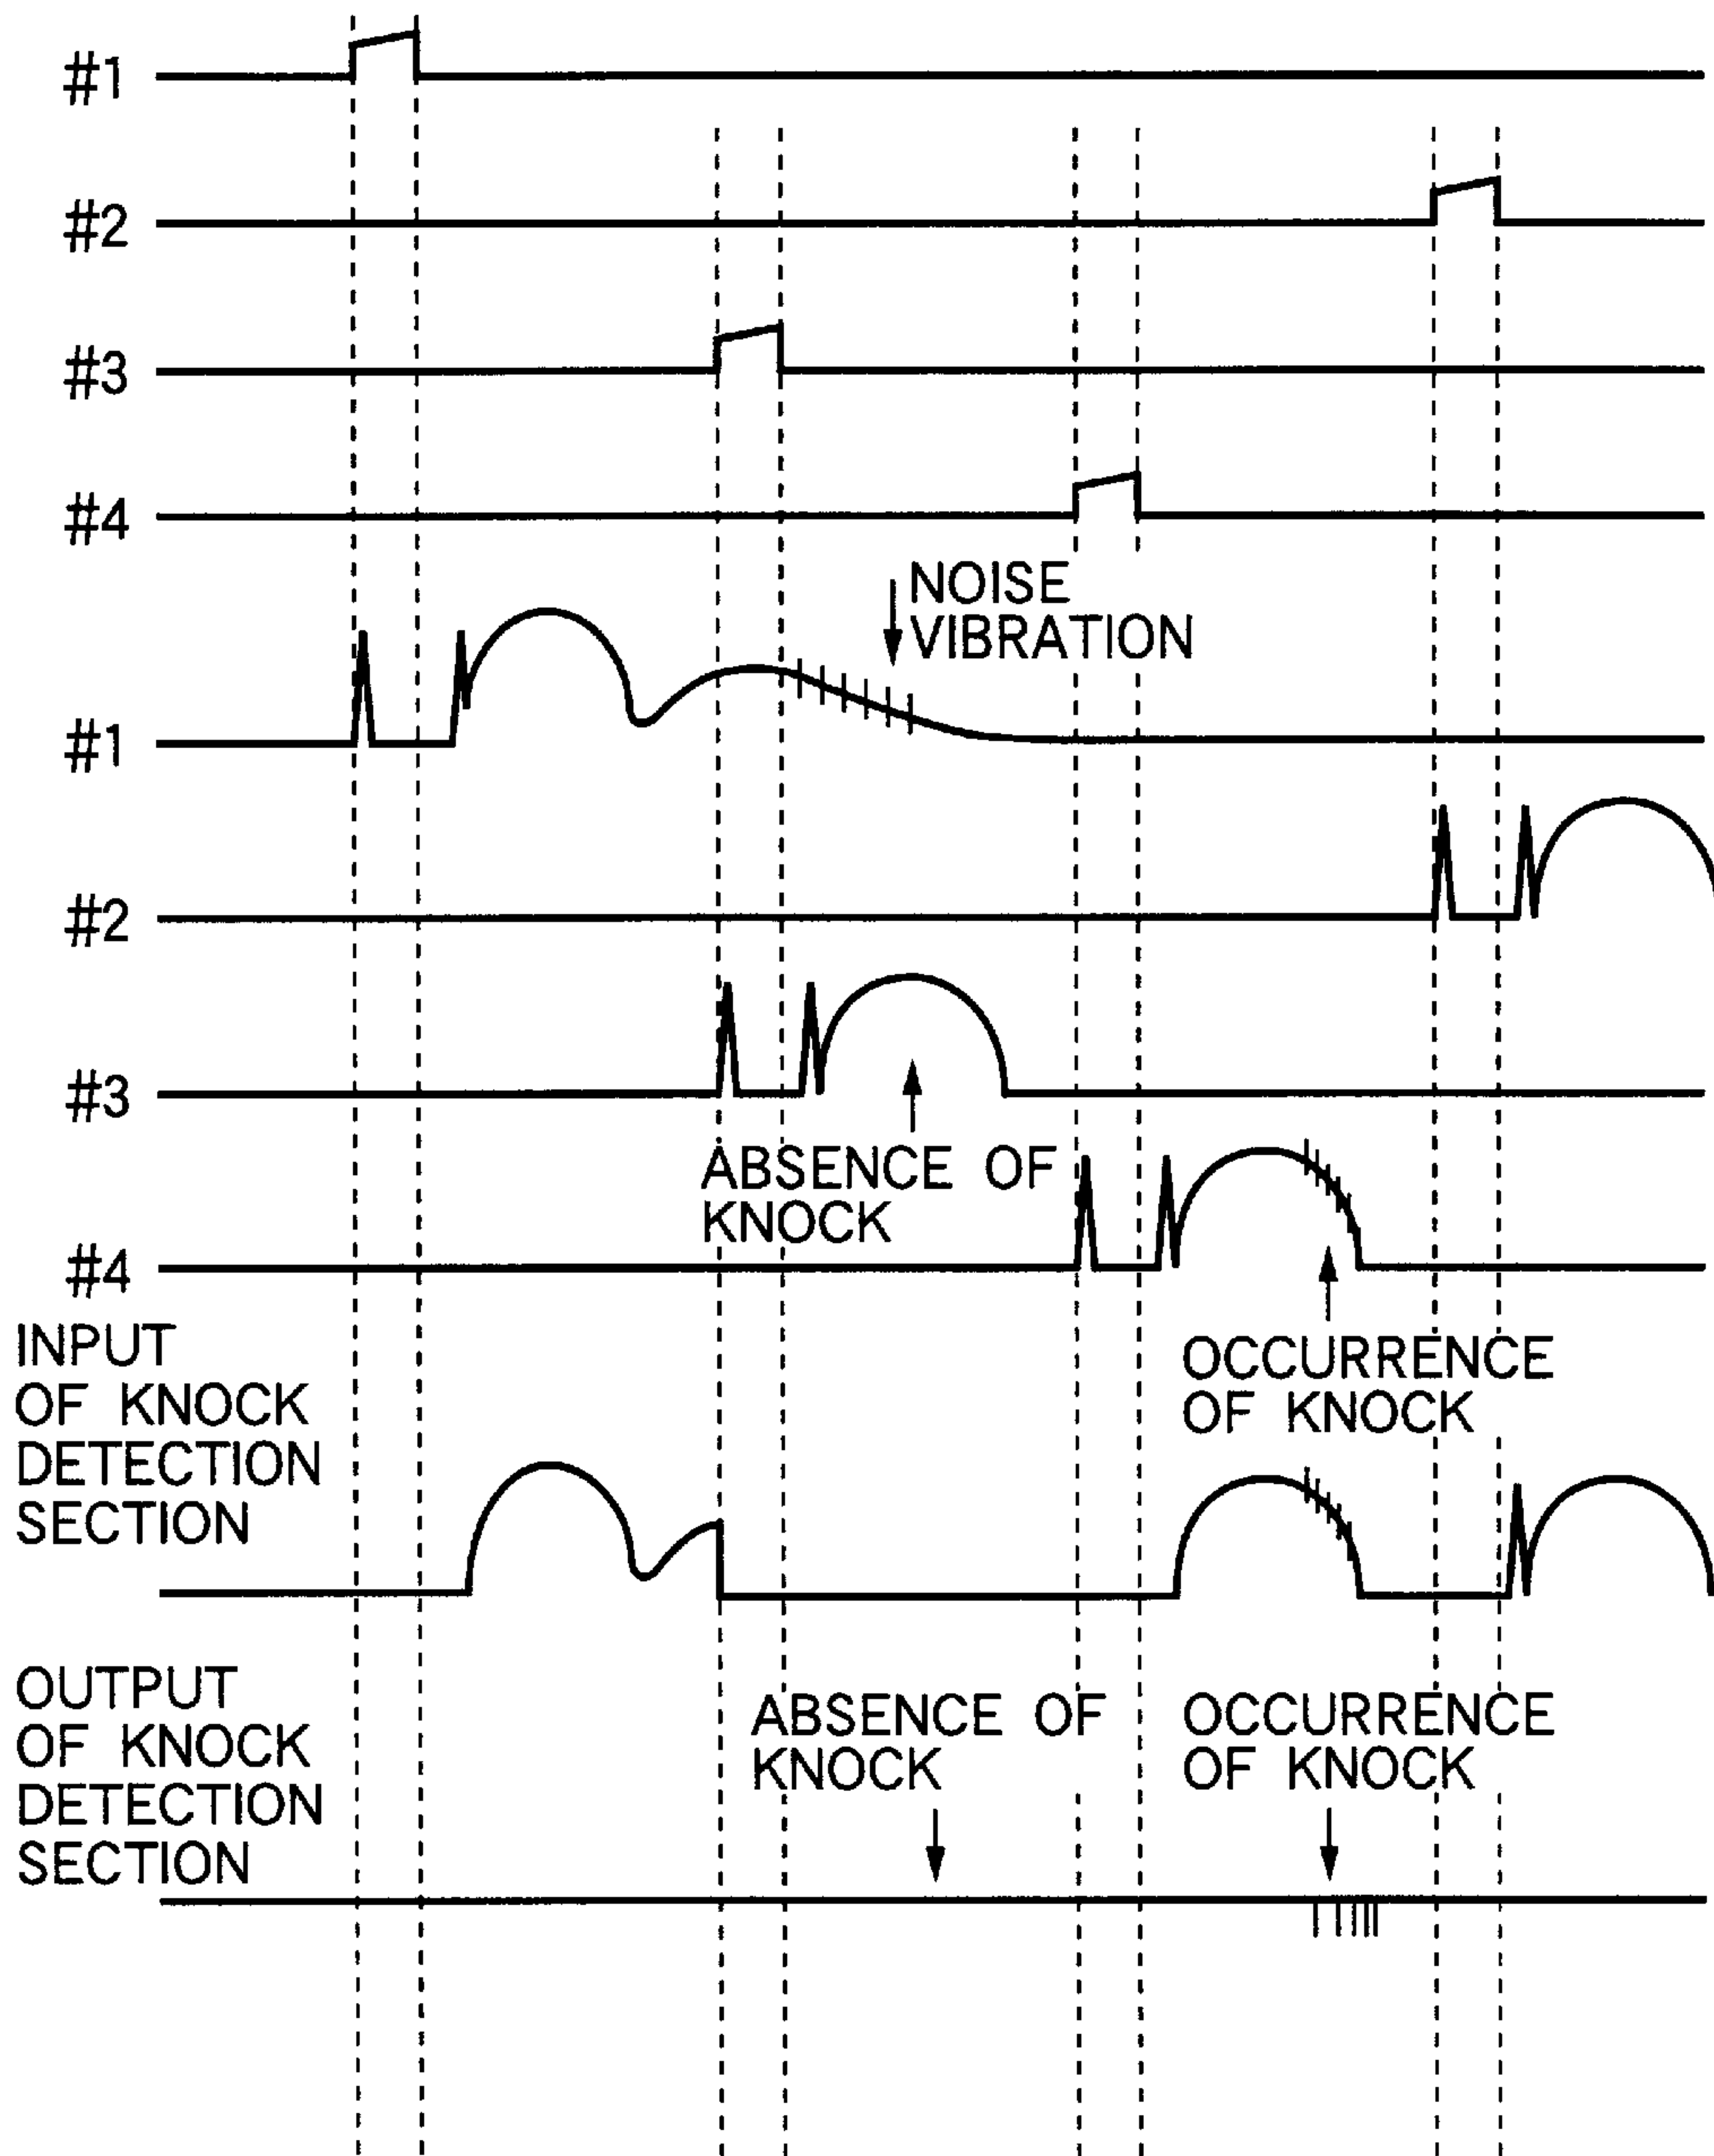 #1
#2
#3
#4
NOISE
VIBRATION
#1
#2
#3
ABSENCE OF
KNOCK
#4
INPUT
OF KNOCK
DETECTION
SECTION
OCCURRENCE
OF KNOCK
OUTPUT
OF KNOCK
DETECTION
SECTION
ABSENCE OF
KNOCK
OCCURRENCE
OF KNOCK